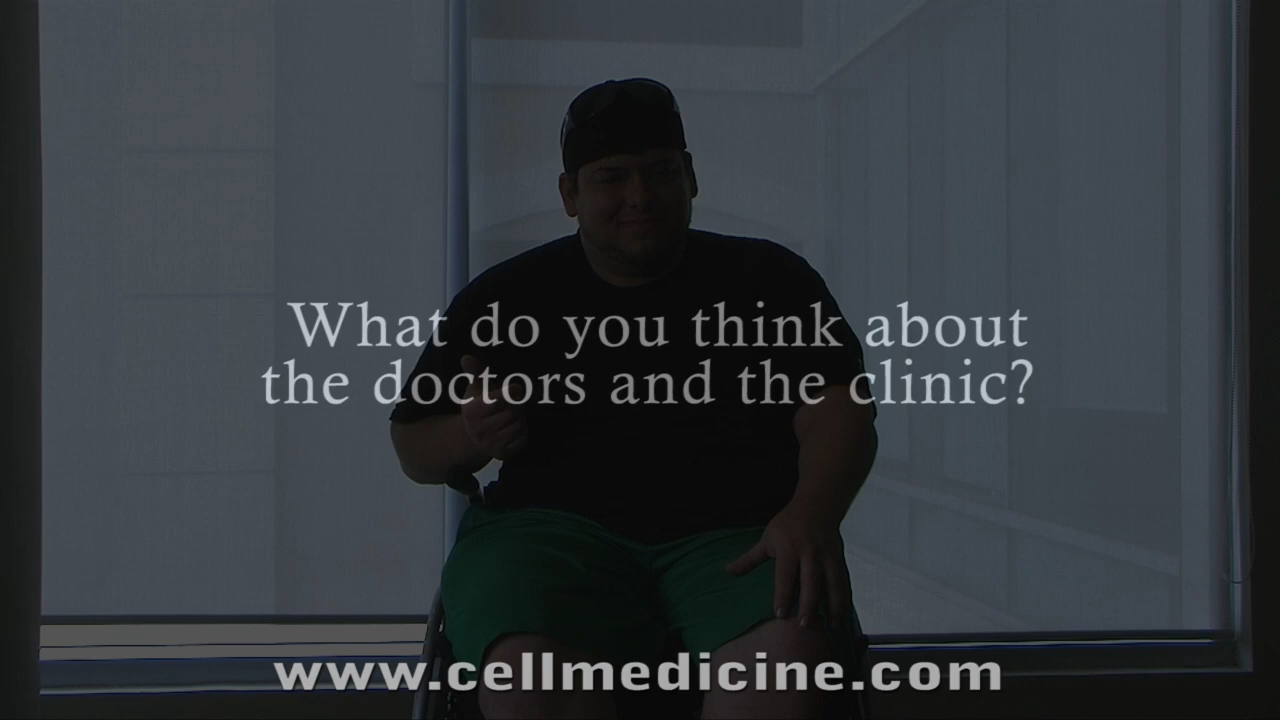 What do you think about
the doctors and the clinic?
www.cellmedicine.com